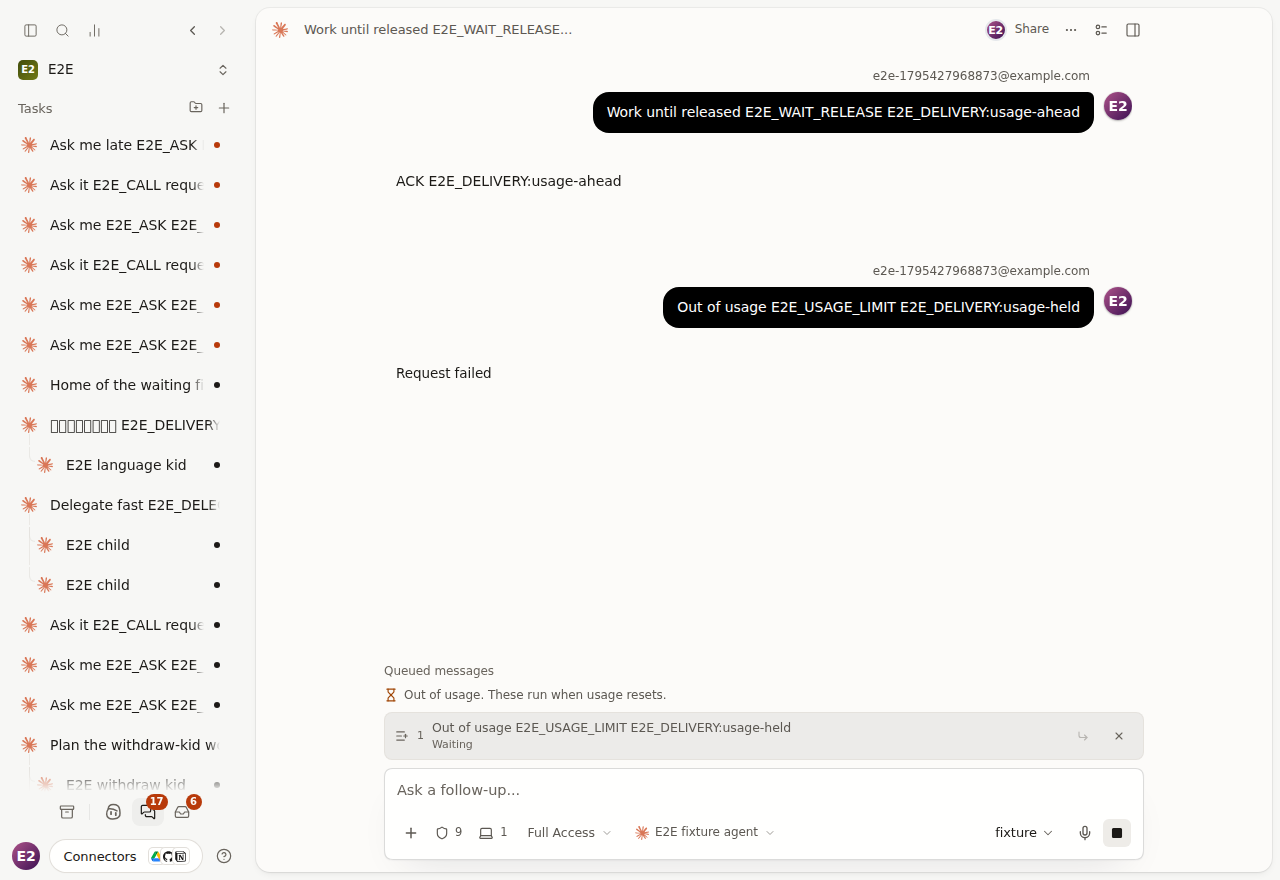 E2 E2E
Tasks
Ask me late E2E_ASK
Ask it E2E_CALL reque
Ask me E2E_ASK E2E_
Ask it E2E_CALL reque
Ask me E2E_ASK E2E_
Ask me E2E_ASK E2E_
Home of the waiting fi
E2E_DELIVERY
E2E language kid
Delegate fast E2E_DELE
E2E child
E2E child
Ask it E2E_CALL reque
Ask me E2E_ASK E2E_
Ask me E2E_ASK E2E_
Plan the withdraw-kid w
E2E withdraw kid
17 6
E2 Connectors
Work until released E2E_WAIT_RELEASE...
E2 Share
e2e-1795427968873@example.com
Work until released E2E_WAIT_RELEASE E2E_DELIVERY:usage-ahead
E2
ACK E2E_DELIVERY:usage-ahead
e2e-1795427968873@example.com
Out of usage E2E_USAGE_LIMIT E2E_DELIVERY:usage-held
E2
Request failed
Queued messages
Out of usage. These run when usage resets.
1 Out of usage E2E_USAGE_LIMIT E2E_DELIVERY:usage-held
Waiting
Ask a follow-up...
9 1 Full Access E2E fixture agent fixture